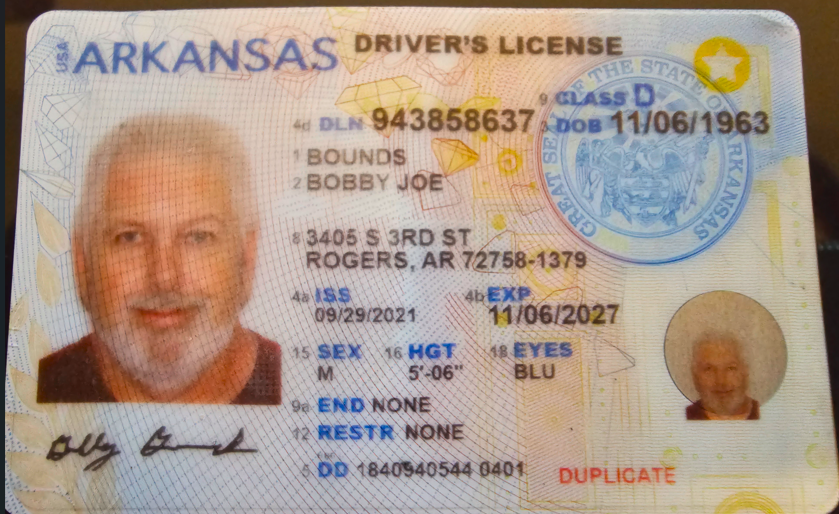 USA ARKANSAS DRIVER'S LICENSE
9 CLASS D
4d DLN 943858637 3 DOB 11/06/1963
1 BOUNDS
2 BOBBY JOE
8 3405 S 3RD ST
ROGERS, AR 72758-1379
4a ISS 4b EXP
09/29/2021 11/06/2027
15 SEX 16 HGT 18 EYES
M 5'-06" BLU
9a END NONE
12 RESTR NONE
5 DD 1840940544 0401
DUPLICATE
GREAT SEAL OF THE STATE OF ARKANSAS